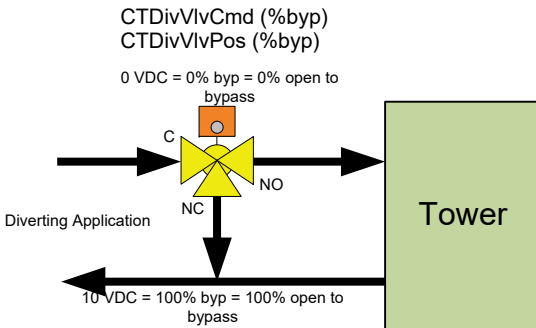 CTDivVlvCmd (%byp)
CTDivVlvPos (%byp)
0 VDC = 0% byp = 0% open to
bypass
C
NO
NC
Tower
Diverting Application
10 VDC = 100% byp = 100% open to
bypass